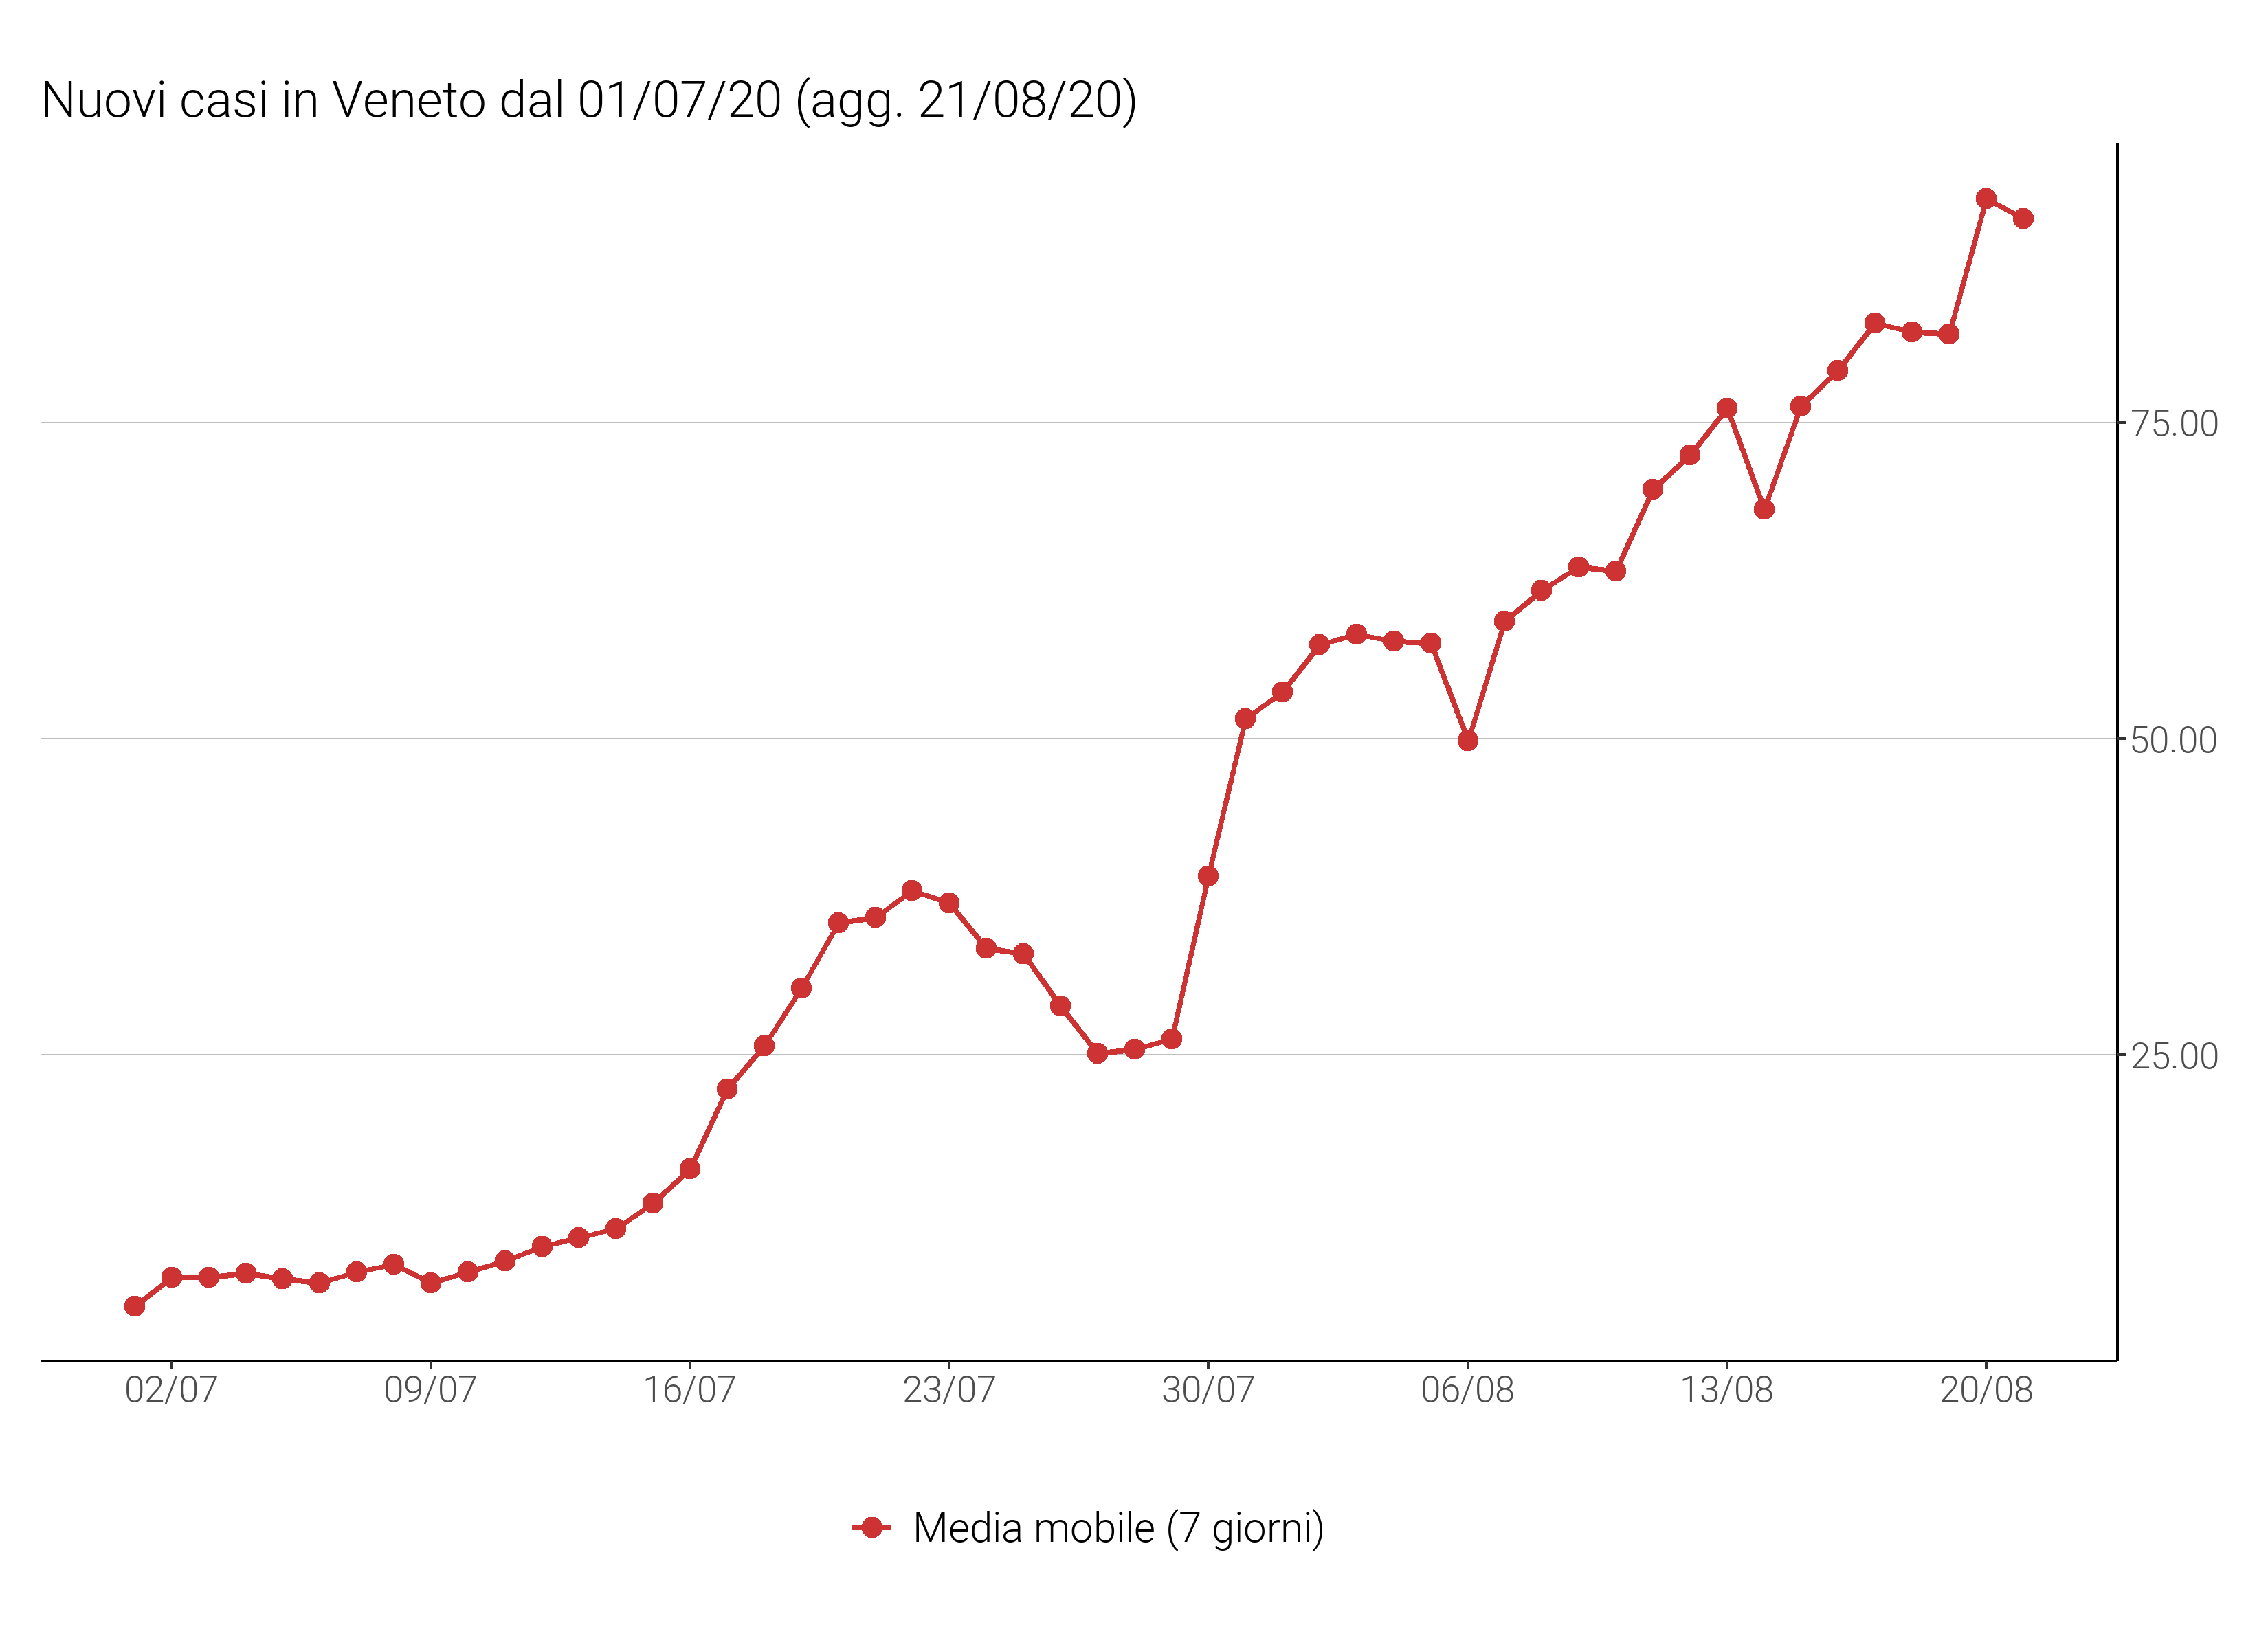 Nuovi casi in Veneto dal 01/07/20 (agg. 21/08/20)
75.00
50.00
25.00
02/07 09/07 16/07 23/07 30/07 06/08 13/08 20/08
Media mobile (7 giorni)